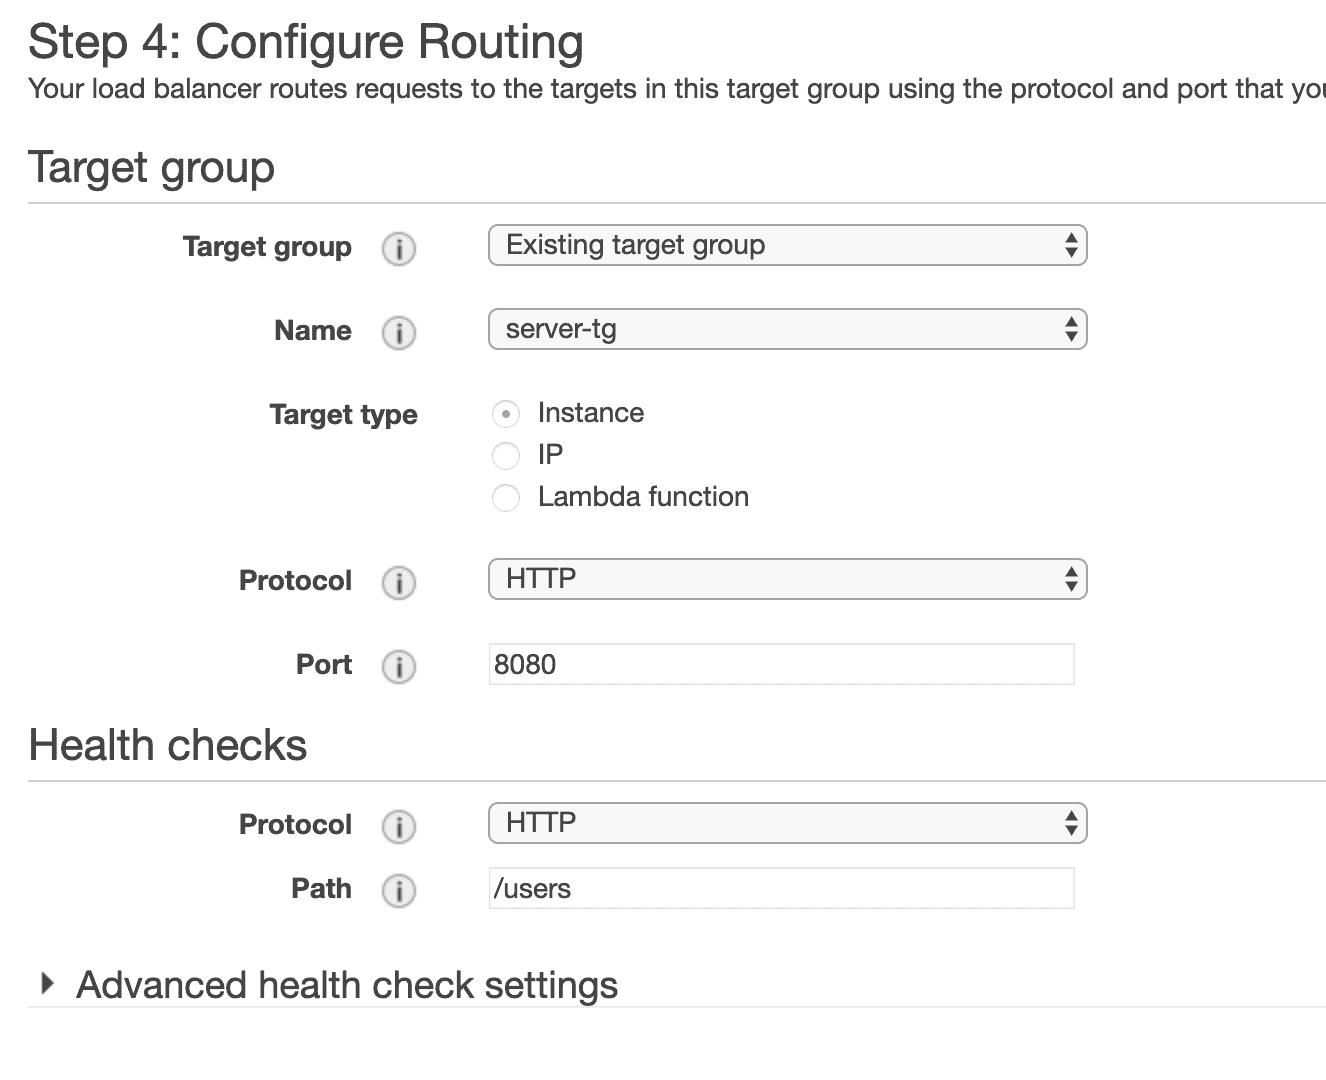 Step 4: Configure Routing
Your load balancer routes requests to the targets in this target group using the protocol and port that you
Target group
Target group i Existing target group
Name i server-tg
Target type Instance
IP
Lambda function
Protocol i HTTP
Port i 8080
Health checks
Protocol i HTTP
Path i /users
Advanced health check settings